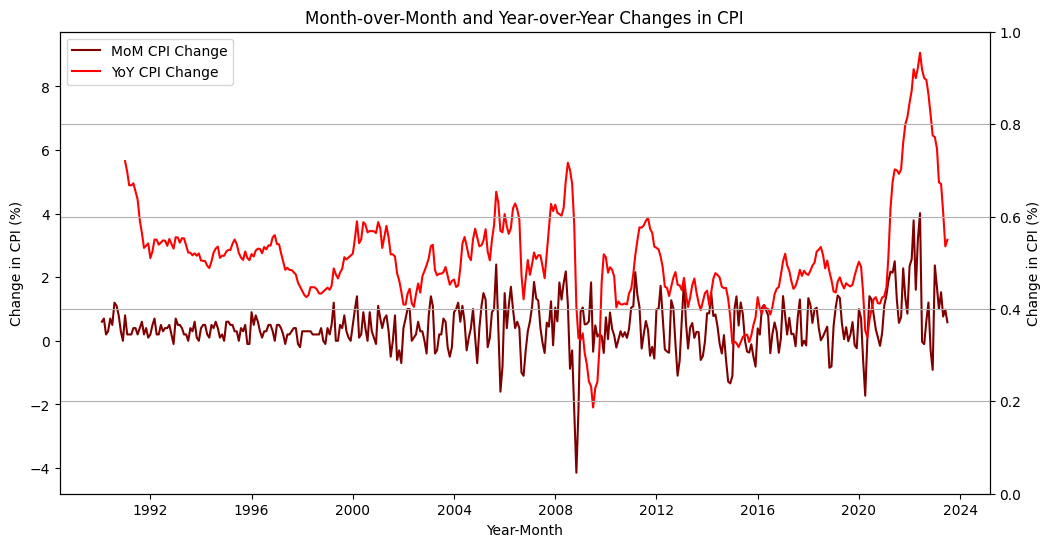 Month-over-Month and Year-over-Year Changes in CPI
MoM CPI Change
YoY CPI Change
Change in CPI (%)
8
6
4
2
0
−2
−4
1.0
0.8
0.6
0.4
0.2
0.0
Change in CPI (%)
1992 1996 2000 2004 2008 2012 2016 2020 2024
Year-Month